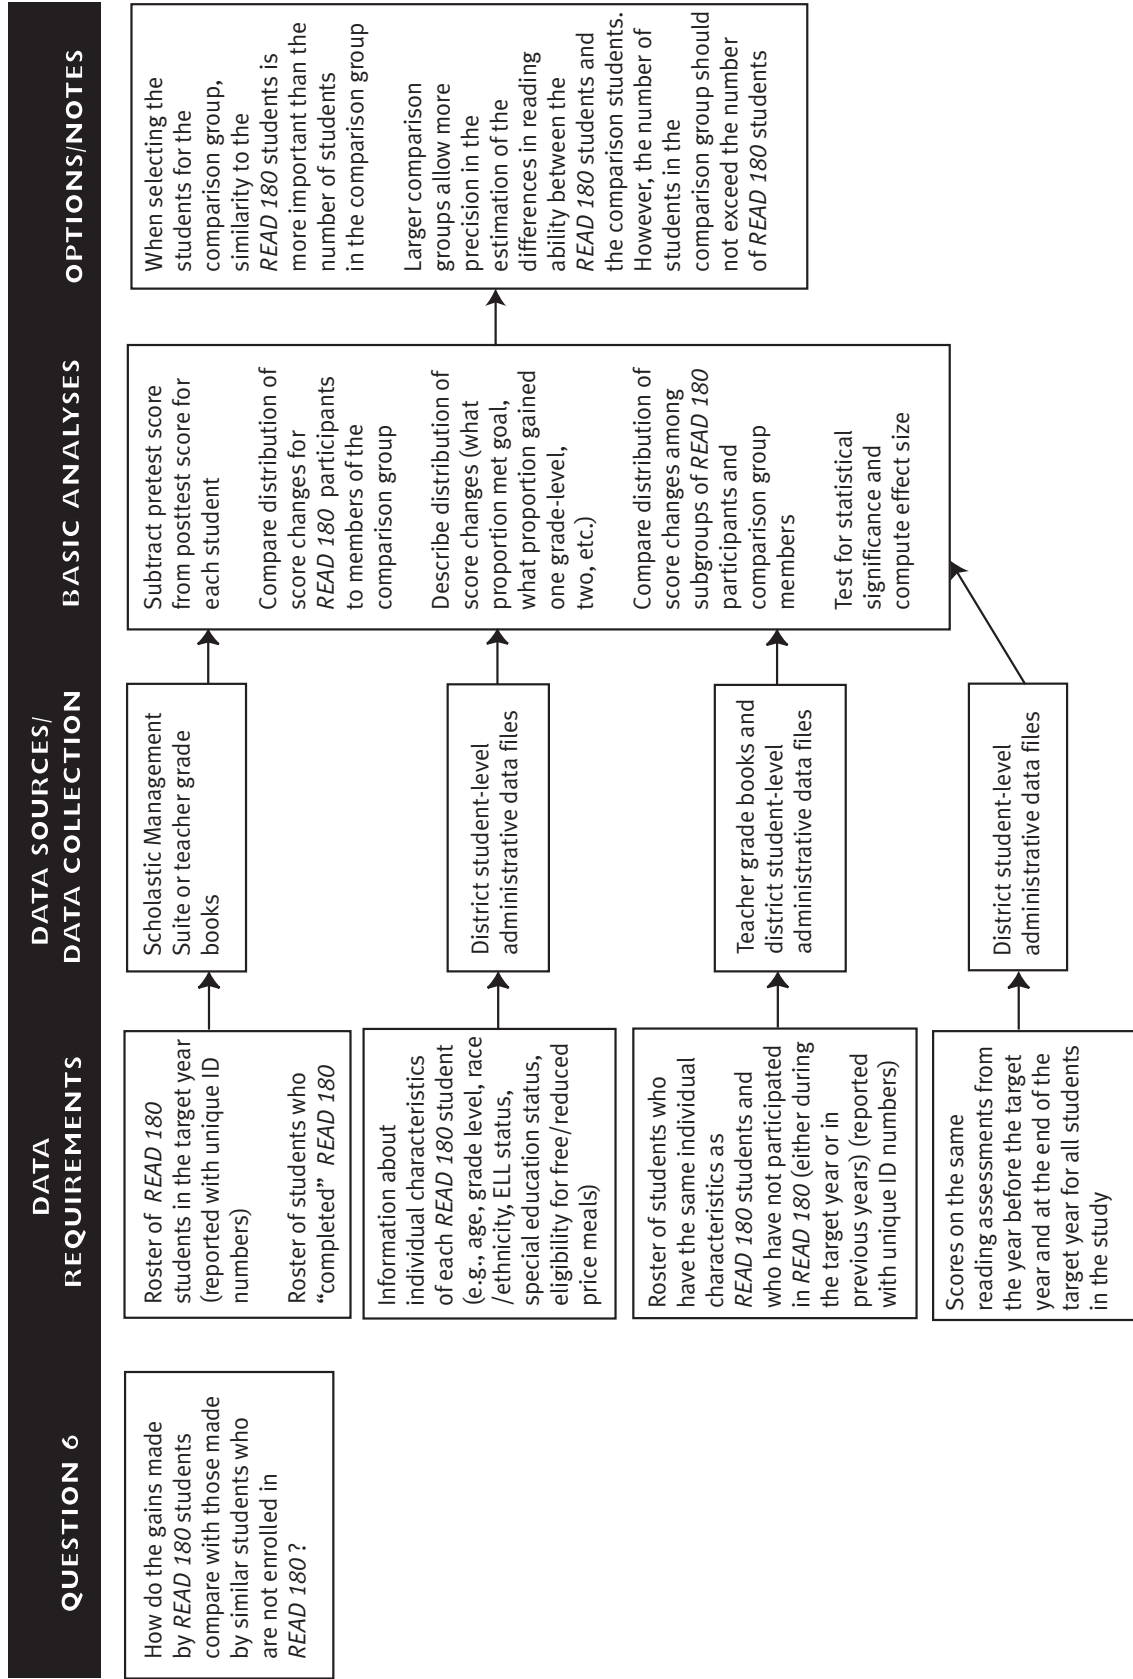 QUESTION 6
How do the gains made
by READ 180 students
compare with those made
by similar students who
are not enrolled in
READ 180?
DATA
REQUIREMENTS
Roster of READ 180
students in the target year
(reported with unique ID
numbers)
Roster of students who
“completed” READ 180
Information about
individual characteristics
of each READ 180 student
(e.g., age, grade level, race
/ethnicity, ELL status,
special education status,
eligibility for free/reduced
price meals)
Roster of students who
have the same individual
characteristics as
READ 180 students and
who have not participated
in READ 180 (either during
the target year or in
previous years) (reported
with unique ID numbers)
Scores on the same
reading assessments from
the year before the target
year and at the end of the
target year for all students
in the study
DATA SOURCES/
DATA COLLECTION
Scholastic Management
Suite or teacher grade
books
District student-level
administrative data files
Teacher grade books and
district student-level
administrative data files
District student-level
administrative data files
BASIC ANALYSES
Subtract pretest score
from posttest score for
each student
Compare distribution of
score changes for
READ 180 participants
to members of the
comparison group
Describe distribution of
score changes (what
proportion met goal,
what proportion gained
one grade-level,
two, etc.)
Compare distribution of
score changes among
subgroups of READ 180
participants and
comparison group
members
Test for statistical
significance and
compute effect size
OPTIONS/NOTES
When selecting the
students for the
comparison group,
similarity to the
READ 180 students is
more important than the
number of students
in the comparison group
Larger comparison
groups allow more
precision in the
estimation of the
differences in reading
ability between the
READ 180 students and
the comparison students.
However, the number of
students in the
comparison group should
not exceed the number
of READ 180 students